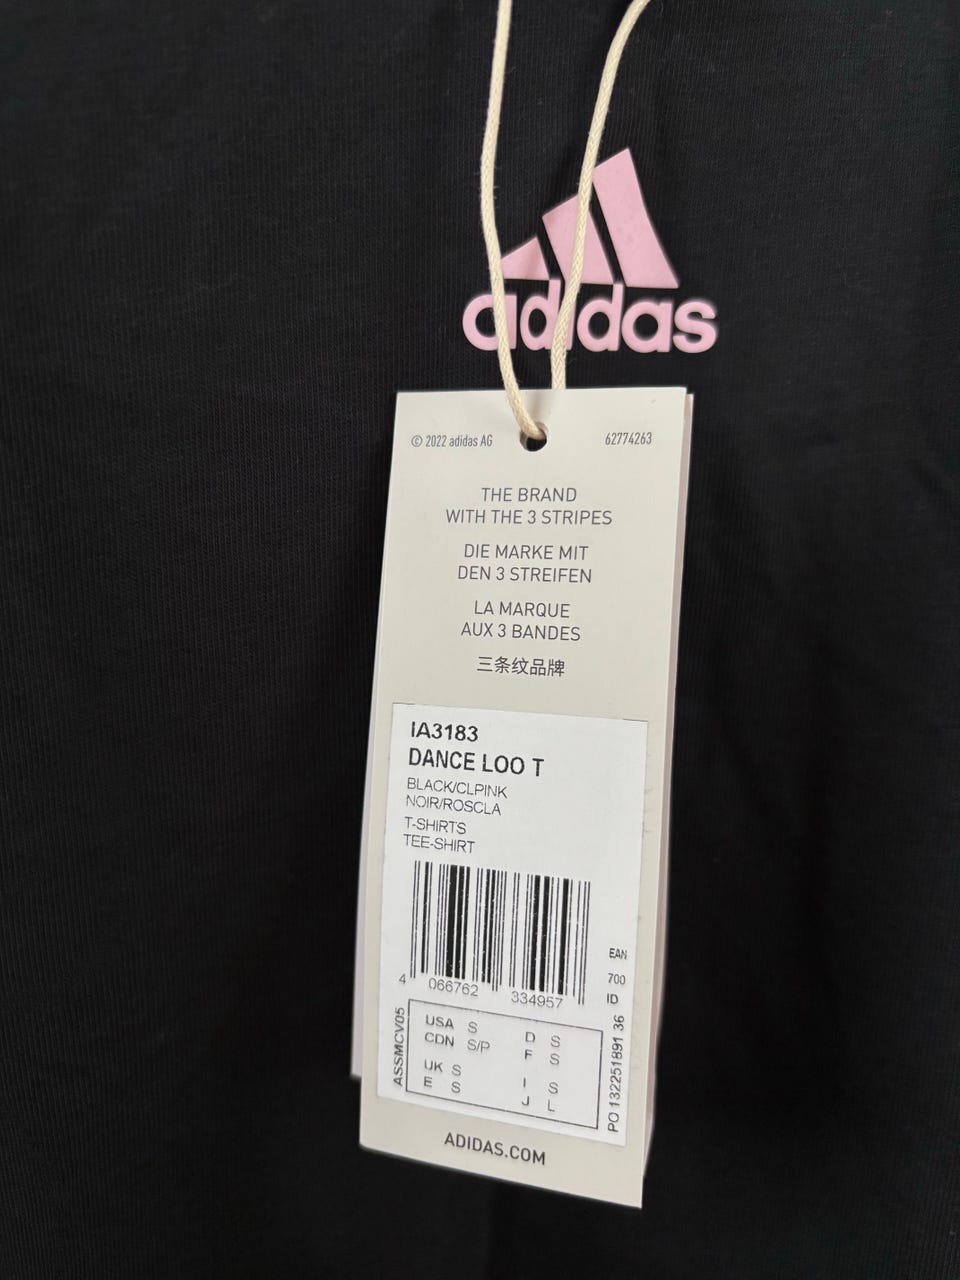 adidas
© 2022 adidas AG
62774263
THE BRAND
WITH THE 3 STRIPES
DIE MARKE MIT
DEN 3 STREIFEN
LA MARQUE
AUX 3 BANDES
三条纹品牌
IA3183
DANCE LOO T
BLACK/CLPINK
NOIR/ROSCLA
T-SHIRTS
TEE-SHIRT
EAN
700
ID
4 066762 334957
ASSMCV05
USA S D S
CDN S/P F S
UK S I S
E S J L
PO 132251891 36
ADIDAS.COM